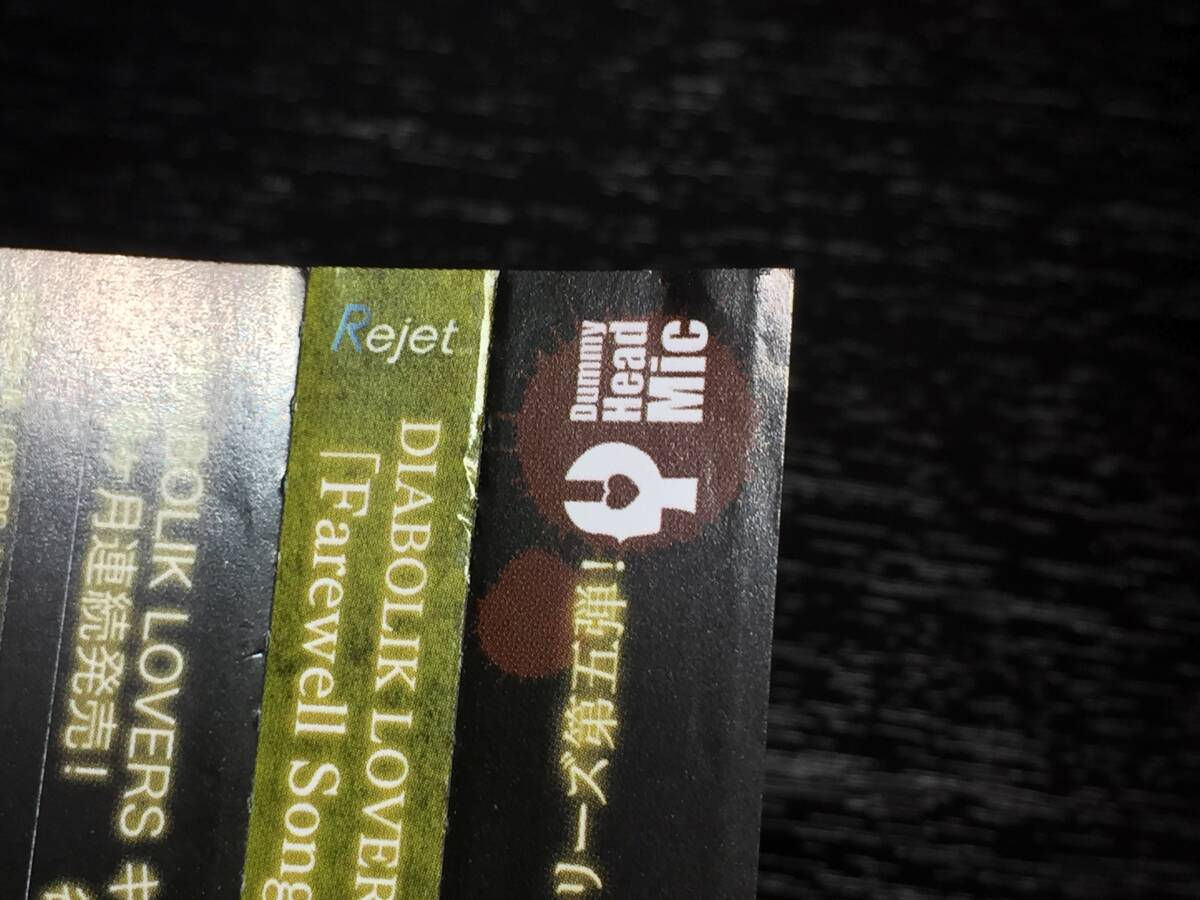 Dummy
Head
Mic
リーズ第五弾！
Rejet
DIABOLIK LOVER
「Farewell Song
BOLIK LOVERS キ
ヶ月連続発売！